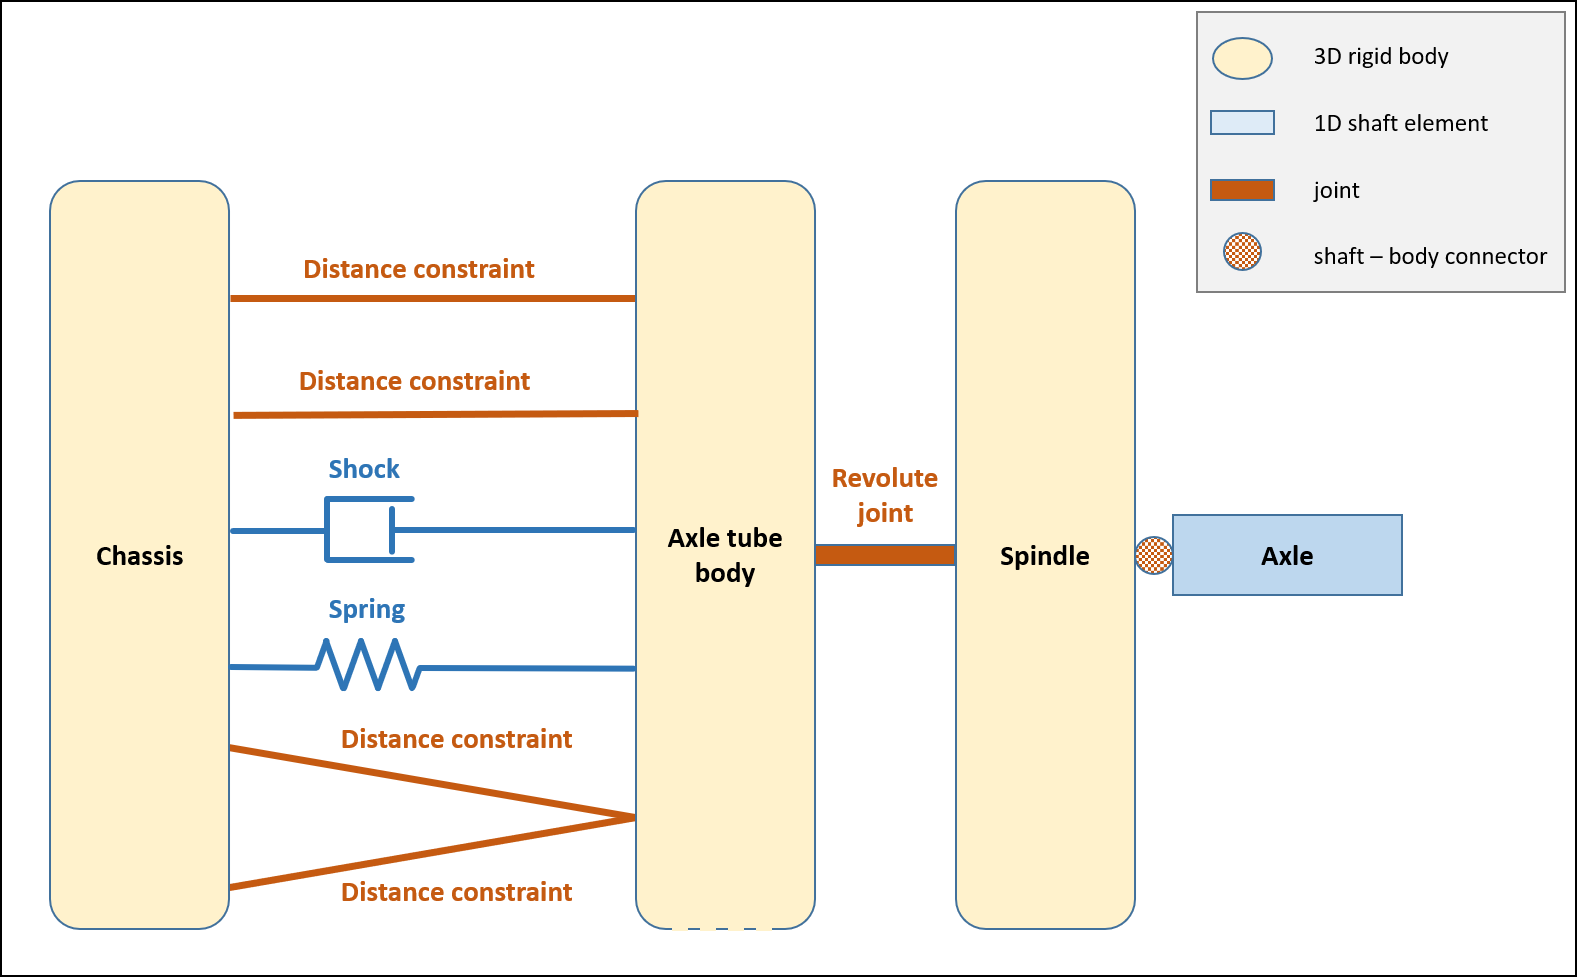 3D rigid body
1D shaft element
joint
shaft – body connector
Distance constraint
Distance constraint
Shock
Revolute
joint
Chassis
Axle tube
body
Spindle
Axle
Spring
Distance constraint
Distance constraint